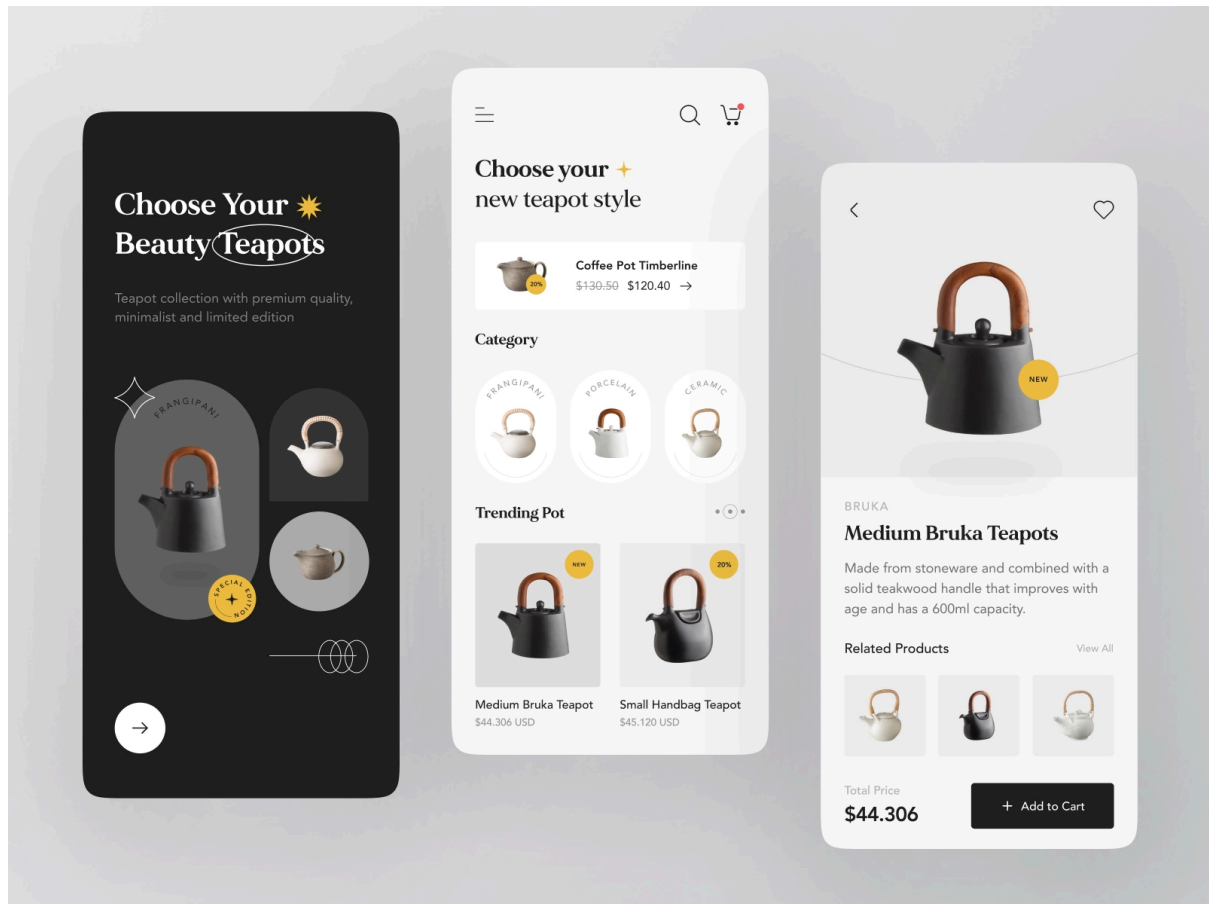 Choose Your
Beauty Teapots
Teapot collection with premium quality,
minimalist and limited edition
FRANGIPANI
SPECIAL EDITION
Choose your
new teapot style
Coffee Pot Timberline
20%
$130.50 $120.40
Category
FRANGIPANI
PORCELAIN
CERAMIC
Trending Pot
NEW
20%
Medium Bruka Teapot
$44.306 USD
Small Handbag Teapot
$45.120 USD
NEW
BRUKA
Medium Bruka Teapots
Made from stoneware and combined with a
solid teakwood handle that improves with
age and has a 600ml capacity.
Related Products
View All
Total Price
$44.306
+ Add to Cart